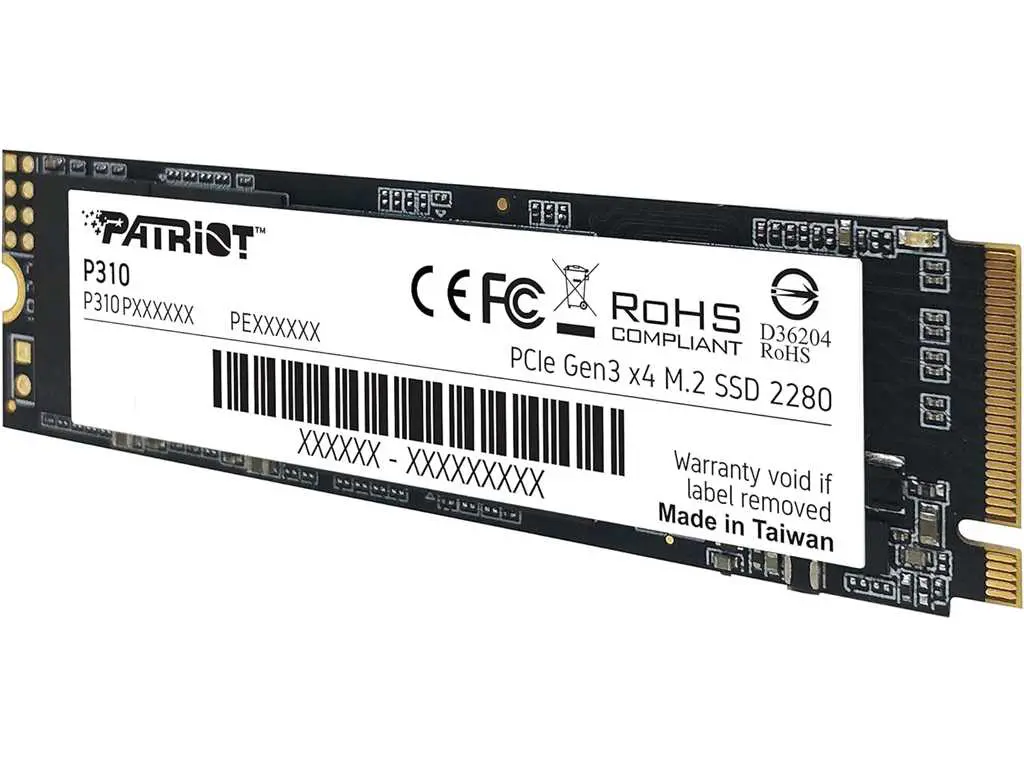 PATRIOT™
P310
P310PXXXXXX
PEXXXXXX
CE FC
RoHS
COMPLIANT
D36204
RoHS
PCIe Gen3 x4 M.2 SSD 2280
XXXXXX - XXXXXXXXX
Warranty void if
label removed
Made in Taiwan